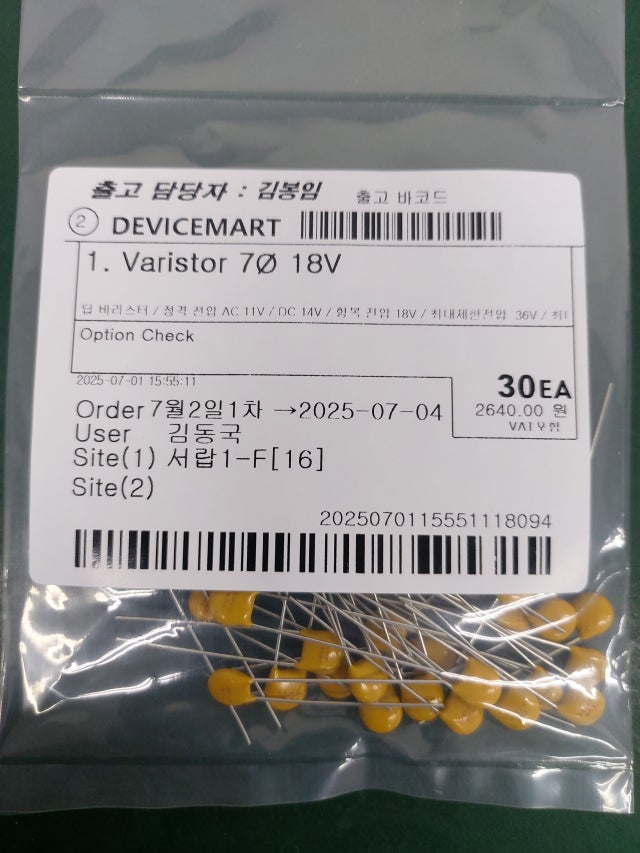 출고 담당자 : 김봉임 출고 바코드
② DEVICEMART
1. Varistor 7Ø 18V
딥 바리스터 / 정격 전압 AC 11V / DC 14V / 항복 전압 18V / 최대제한전압 36V / 최
Option Check
2025-07-01 15:55:11
30EA
Order 7월2일1차 →2025-07-04
2640.00 원
User 김동국
VAT포함
Site(1) 서랍1-F[16]
Site(2)
2025070115551118094